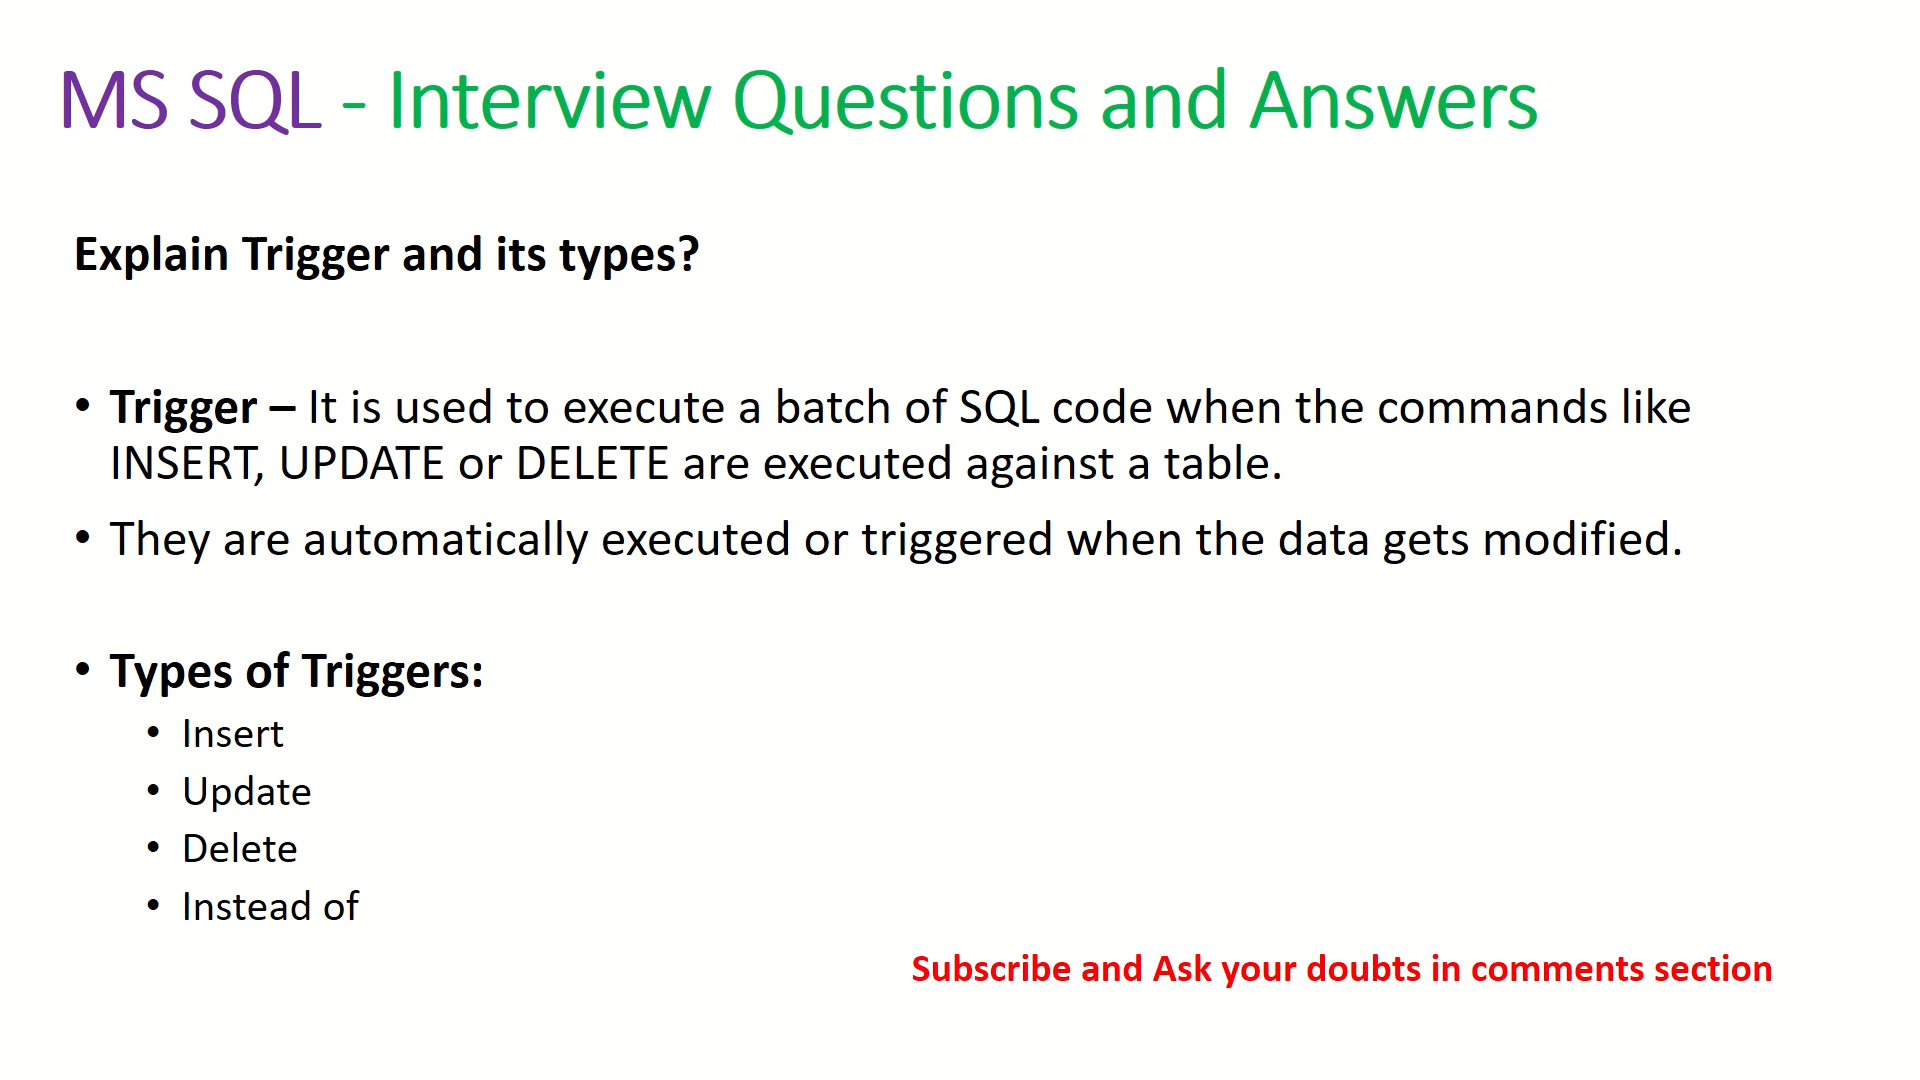 MS SQL - Interview Questions and Answers
Explain Trigger and its types?
• Trigger – It is used to execute a batch of SQL code when the commands like
INSERT, UPDATE or DELETE are executed against a table.
• They are automatically executed or triggered when the data gets modified.
• Types of Triggers:
• Insert
• Update
• Delete
• Instead of
Subscribe and Ask your doubts in comments section